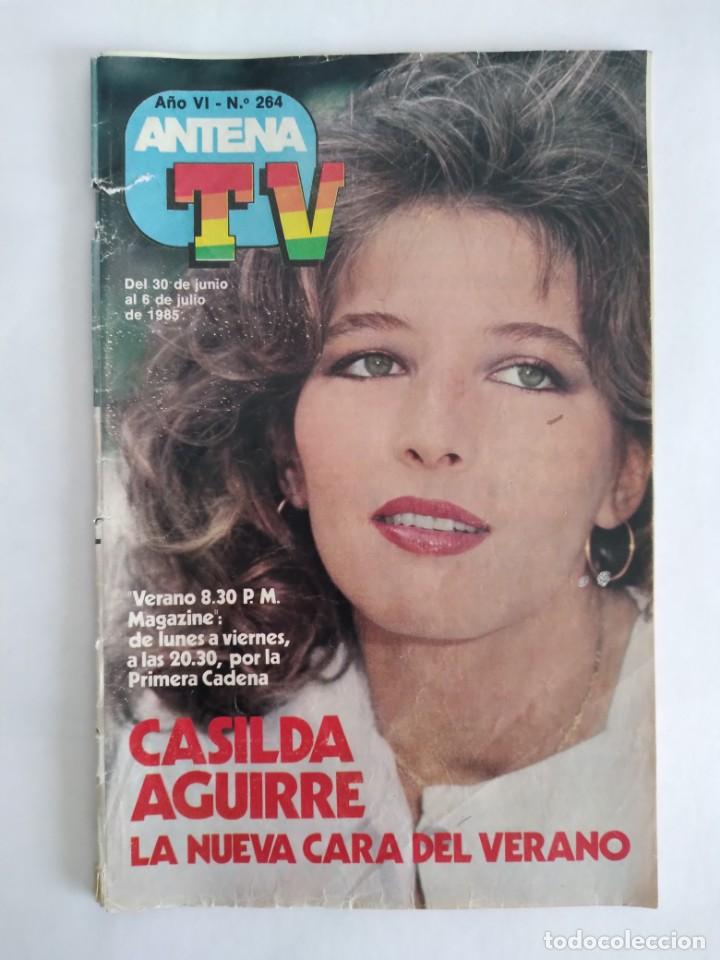 Año VI - N.º 264
ANTENA
TV
Del 30 de junio
al 6 de julio
de 1985
"Verano 8.30 P. M.
Magazine":
de lunes a viernes,
a las 20.30, por la
Primera Cadena
CASILDA
AGUIRRE
LA NUEVA CARA DEL VERANO
todocoleccion